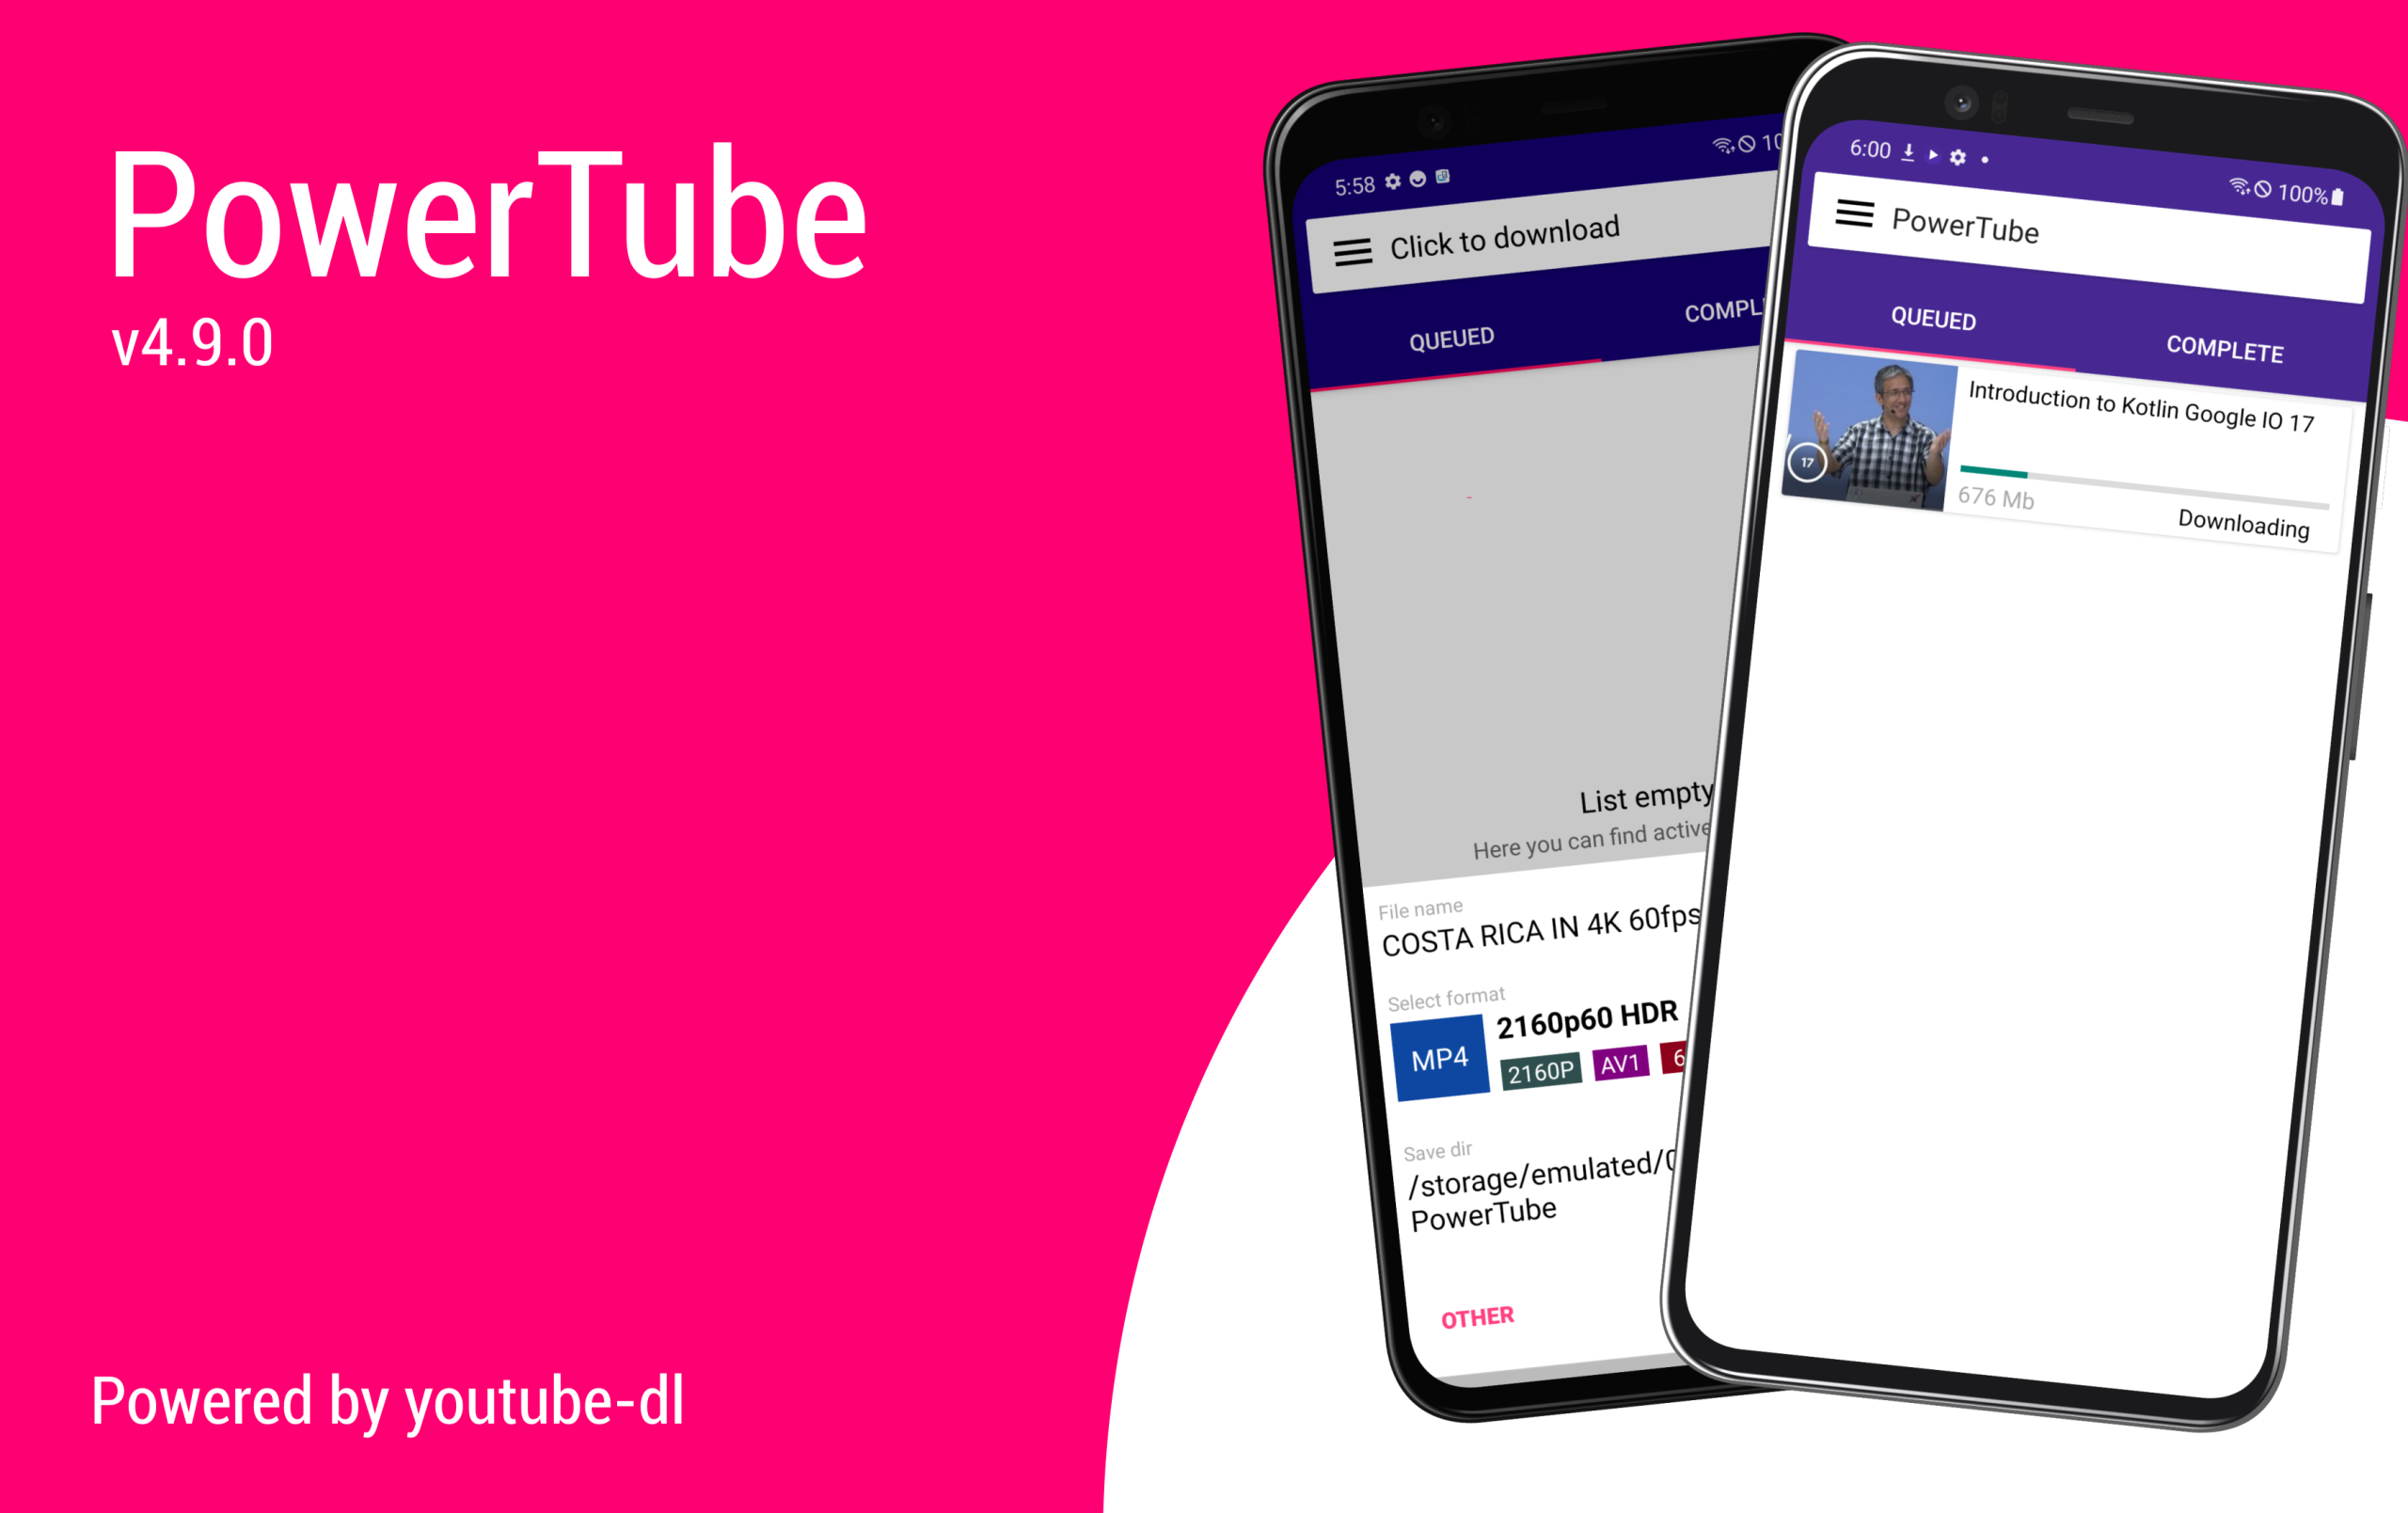 PowerTube
v4.9.0
Powered by youtube-dl
5:58
Click to download
QUEUED
List empty
Here you can find active
File name
COSTA RICA IN 4K 60fps
Select format
MP4
2160p60 HDR
2160P AV1 6
Save dir
/storage/emulated/0
PowerTube
OTHER
6:00 100%
PowerTube
QUEUED COMPLETE
Introduction to Kotlin Google IO 17
17
676 Mb
Downloading